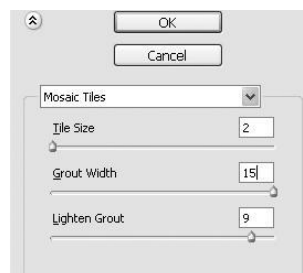 OK
Cancel
Mosaic Tiles
Tile Size 2
Grout Width 15
Lighten Grout 9